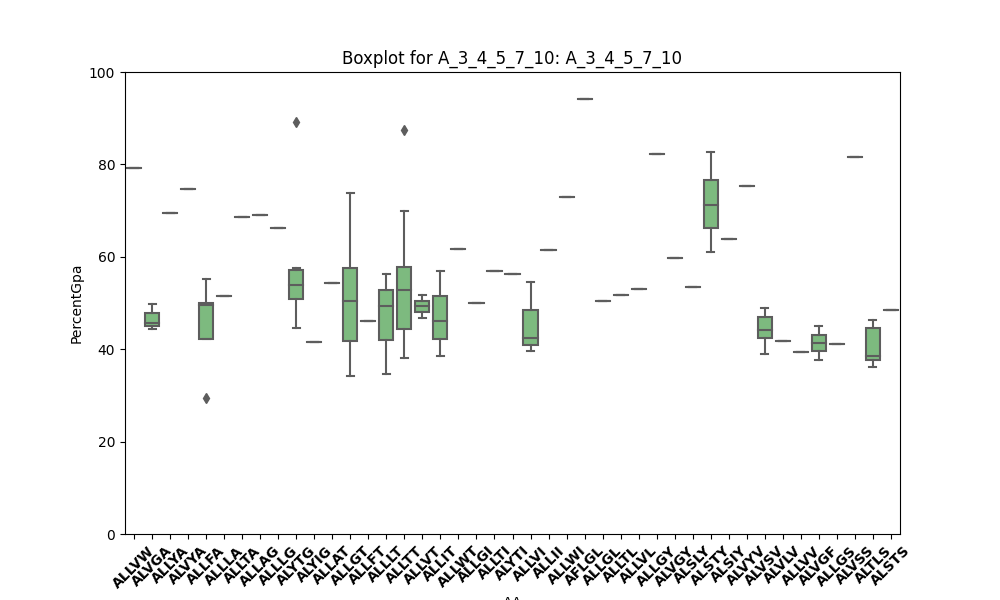 Boxplot for A_3_4_5_7_10: A_3_4_5_7_10
PercentGpa
100
80
60
40
20
0
ALLVW
ALVGA
ALLYA
ALVYA
ALLFA
ALLLA
ALLTA
ALLAG
ALLLG
ALYTG
ALYIG
ALLAT
ALLGT
ALLFT
ALLLT
ALLTT
ALLVT
ALLIT
ALLWT
ALLGI
ALLTI
ALYTI
ALLVI
ALLII
ALLWI
AFLGL
ALLGL
ALLTL
ALLVL
ALLGY
ALVGY
ALSLY
ALSTY
ALSIY
ALVYV
ALVSV
ALVLV
ALLVV
ALVGF
ALLGS
ALVSS
ALTLS
ALSTS